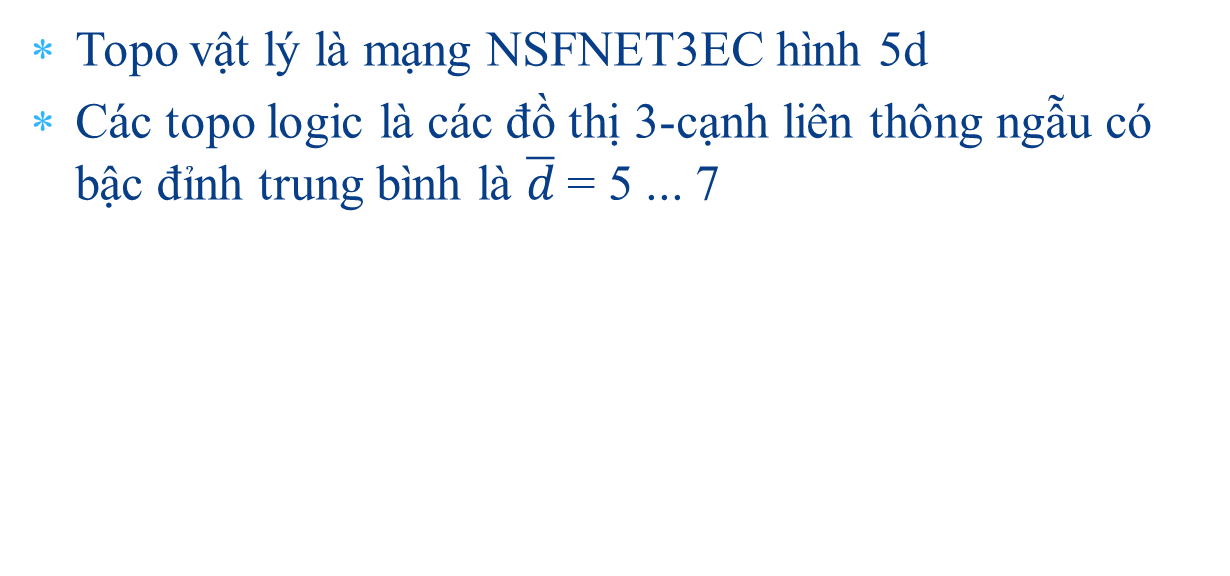 * Topo vật lý là mạng NSFNET3EC hình 5d
* Các topo logic là các đồ thị 3-cạnh liên thông ngẫu có
bậc đỉnh trung bình là d̅ = 5 ... 7